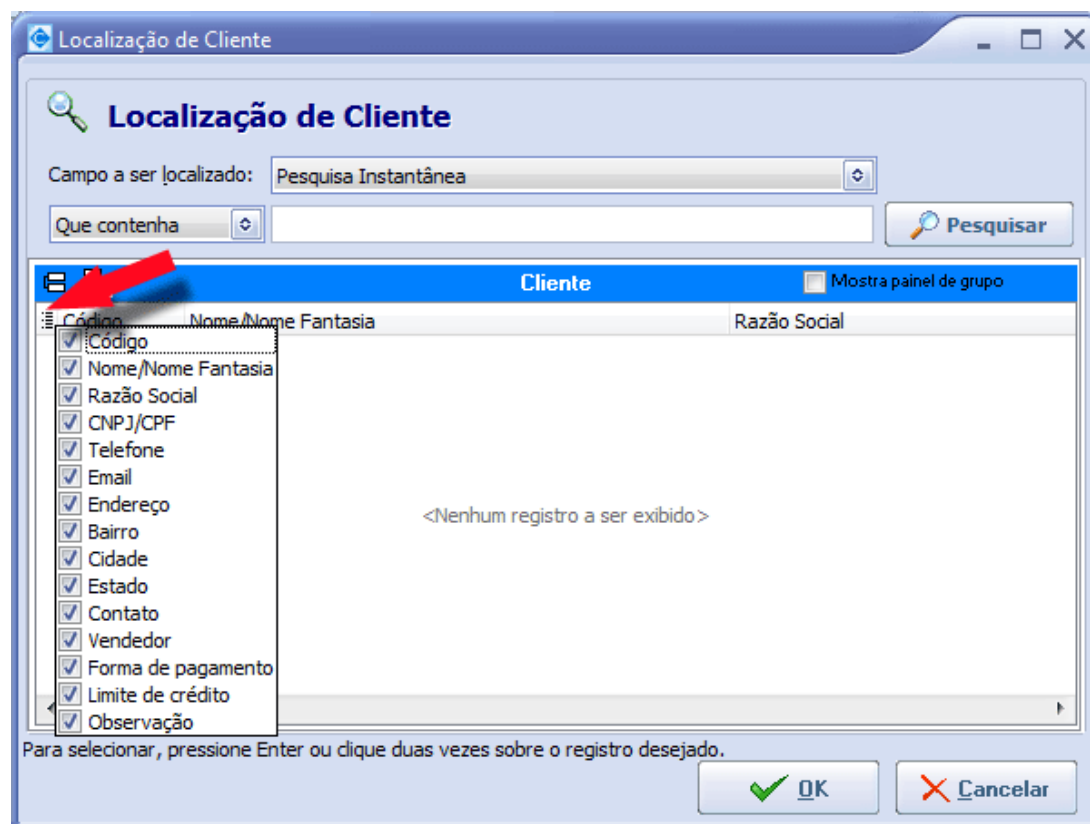 Localização de Cliente
Localização de Cliente
Campo a ser localizado: Pesquisa Instantânea
Que contenha Pesquisar
Cliente Mostra painel de grupo
Código Nome/Nome Fantasia Razão Social
Código
Nome/Nome Fantasia
Razão Social
CNPJ/CPF
Telefone
Email
Endereço
<Nenhum registro a ser exibido>
Bairro
Cidade
Estado
Contato
Vendedor
Forma de pagamento
Limite de crédito
Observação
Para selecionar, pressione Enter ou clique duas vezes sobre o registro desejado.
OK Cancelar